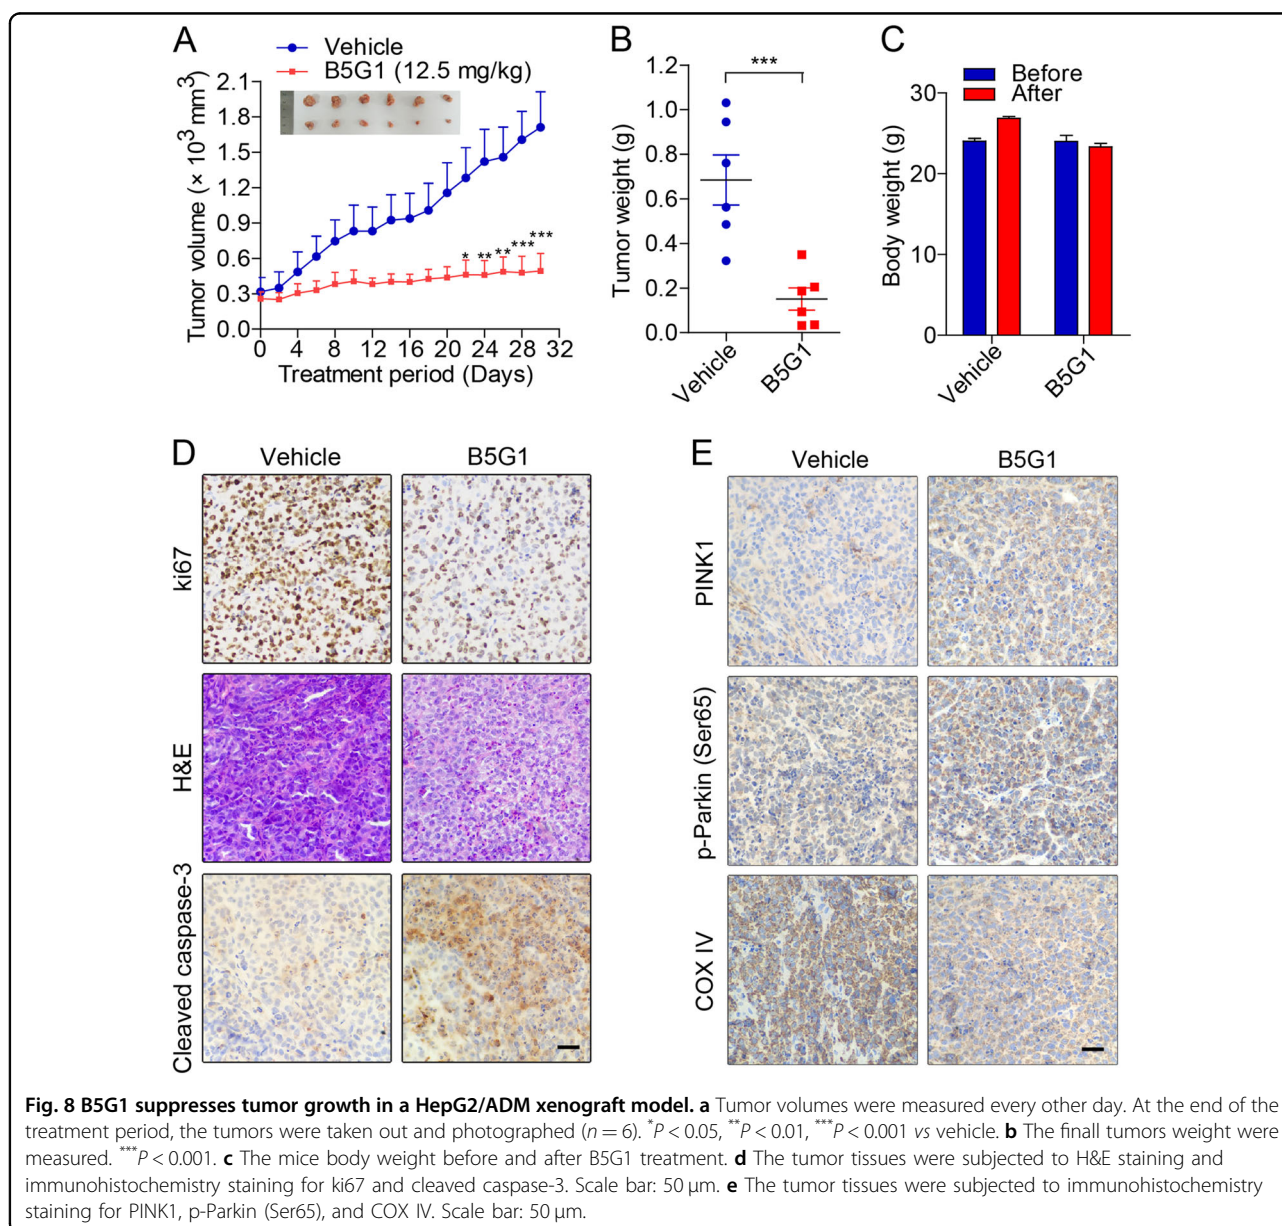 A
Vehicle
B5G1 (12.5 mg/kg)
Tumor volume (× 10³ mm³)
2.1
1.8
1.5
1.2
0.9
0.6
0.3
0.0
* ** ** *** ***
0 4 8 12 16 20 24 28 32
Treatment period (Days)
B
***
Tumor weight (g)
1.2
1.0
0.8
0.6
0.4
0.2
0.0
Vehicle
B5G1
C
Before
After
Body weight (g)
30
20
10
0
Vehicle
B5G1
D
Vehicle B5G1
ki67
H&E
Cleaved caspase-3
E
Vehicle B5G1
PINK1
p-Parkin (Ser65)
COX IV
Fig. 8 B5G1 suppresses tumor growth in a HepG2/ADM xenograft model. a Tumor volumes were measured every other day. At the end of the
treatment period, the tumors were taken out and photographed (n = 6). *P < 0.05, **P < 0.01, ***P < 0.001 vs vehicle. b The finall tumors weight were
measured. ***P < 0.001. c The mice body weight before and after B5G1 treatment. d The tumor tissues were subjected to H&E staining and
immunohistochemistry staining for ki67 and cleaved caspase-3. Scale bar: 50 μm. e The tumor tissues were subjected to immunohistochemistry
staining for PINK1, p-Parkin (Ser65), and COX IV. Scale bar: 50 μm.